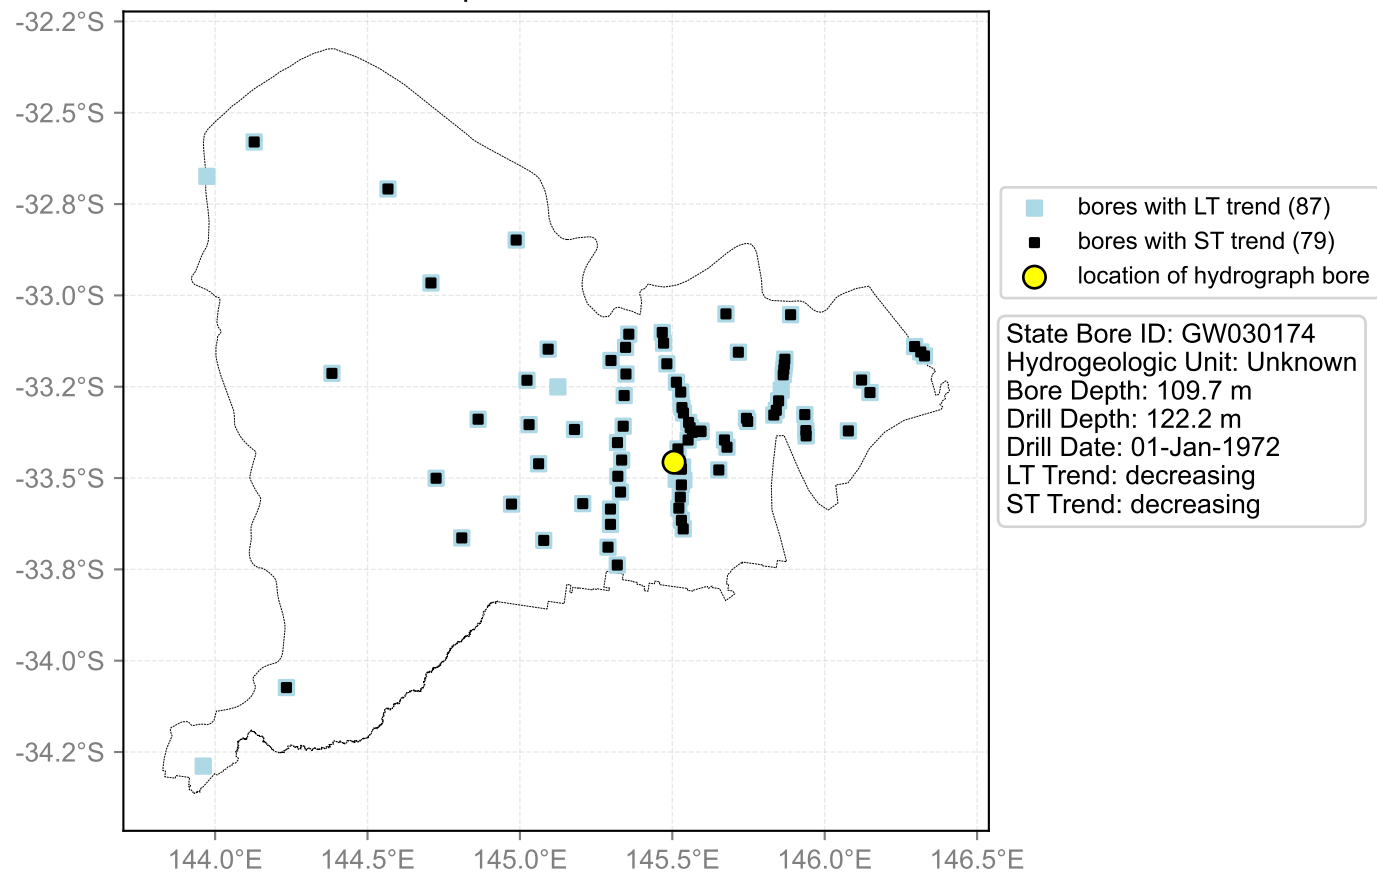 -32.2°S
-32.5°S
-32.8°S
-33.0°S
-33.2°S
-33.5°S
-33.8°S
-34.0°S
-34.2°S
144.0°E
144.5°E
145.0°E
145.5°E
146.0°E
146.5°E
bores with LT trend (87)
bores with ST trend (79)
location of hydrograph bore
State Bore ID: GW030174
Hydrogeologic Unit: Unknown
Bore Depth: 109.7 m
Drill Depth: 122.2 m
Drill Date: 01-Jan-1972
LT Trend: decreasing
ST Trend: decreasing